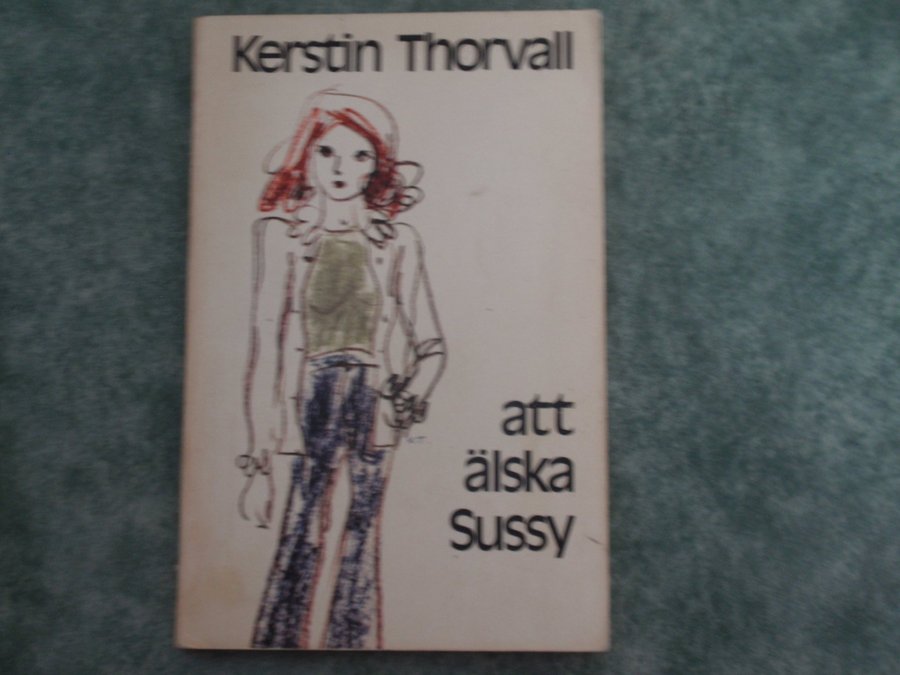 Kerstin Thorvall
att
älska
Sussy